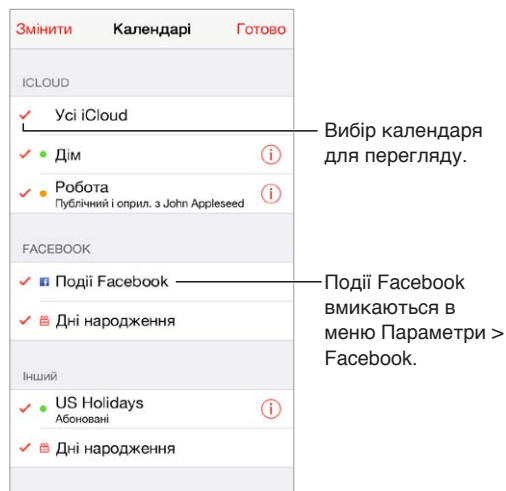 Змінити Календарі Готово
ICLOUD
Усі iCloud
Дім
Робота
Публічний і оприл. з John Appleseed
FACEBOOK
Події Facebook
Дні народження
Інший
US Holidays
Абоновані
Дні народження
Вибір календаря
для перегляду.
Події Facebook
вмикаються в
меню Параметри >
Facebook.